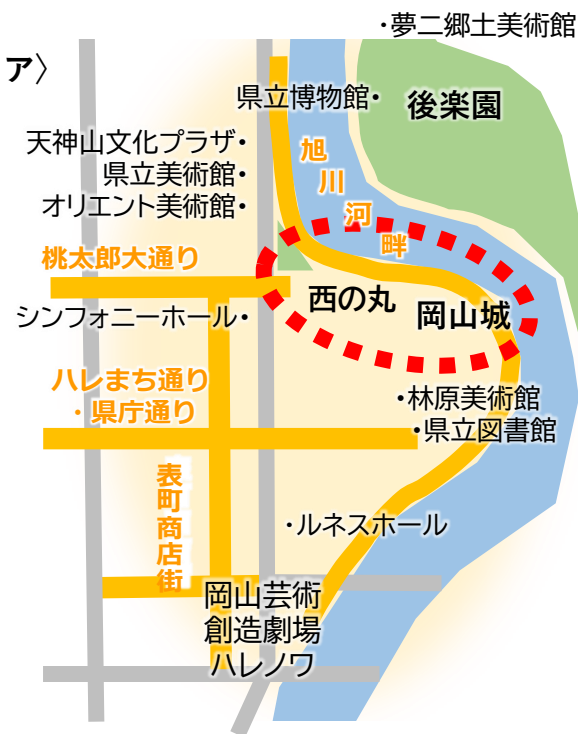 ・夢二郷土美術館
ア〉
県立博物館・
後楽園
天神山文化プラザ・
県立美術館・
オリエント美術館・
旭川河畔
桃太郎大通り
西の丸
岡山城
シンフォニーホール・
ハレまち通り
・県庁通り
・林原美術館
・県立図書館
表町商店街
・ルネスホール
岡山芸術
創造劇場
ハレノワ